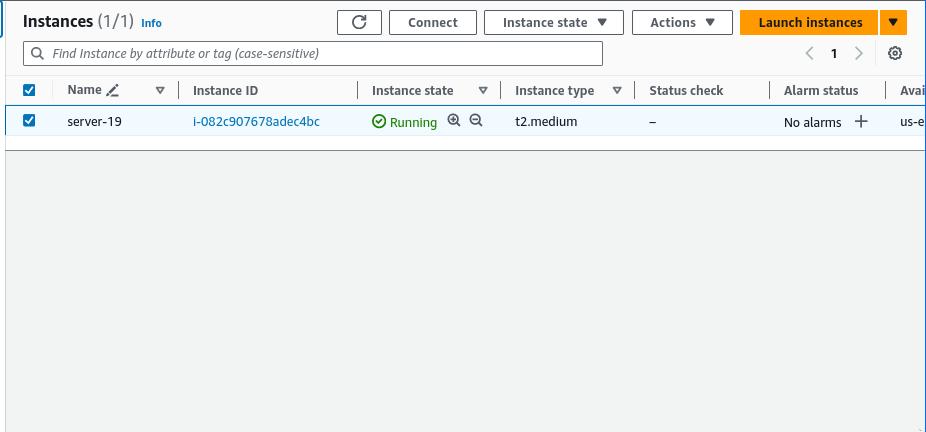 Instances (1/1) Info Connect Instance state Actions Launch instances
Find Instance by attribute or tag (case-sensitive) 1
Name Instance ID Instance state Instance type Status check Alarm status Avai
server-19 i-082c907678adec4bc Running t2.medium – No alarms us-e